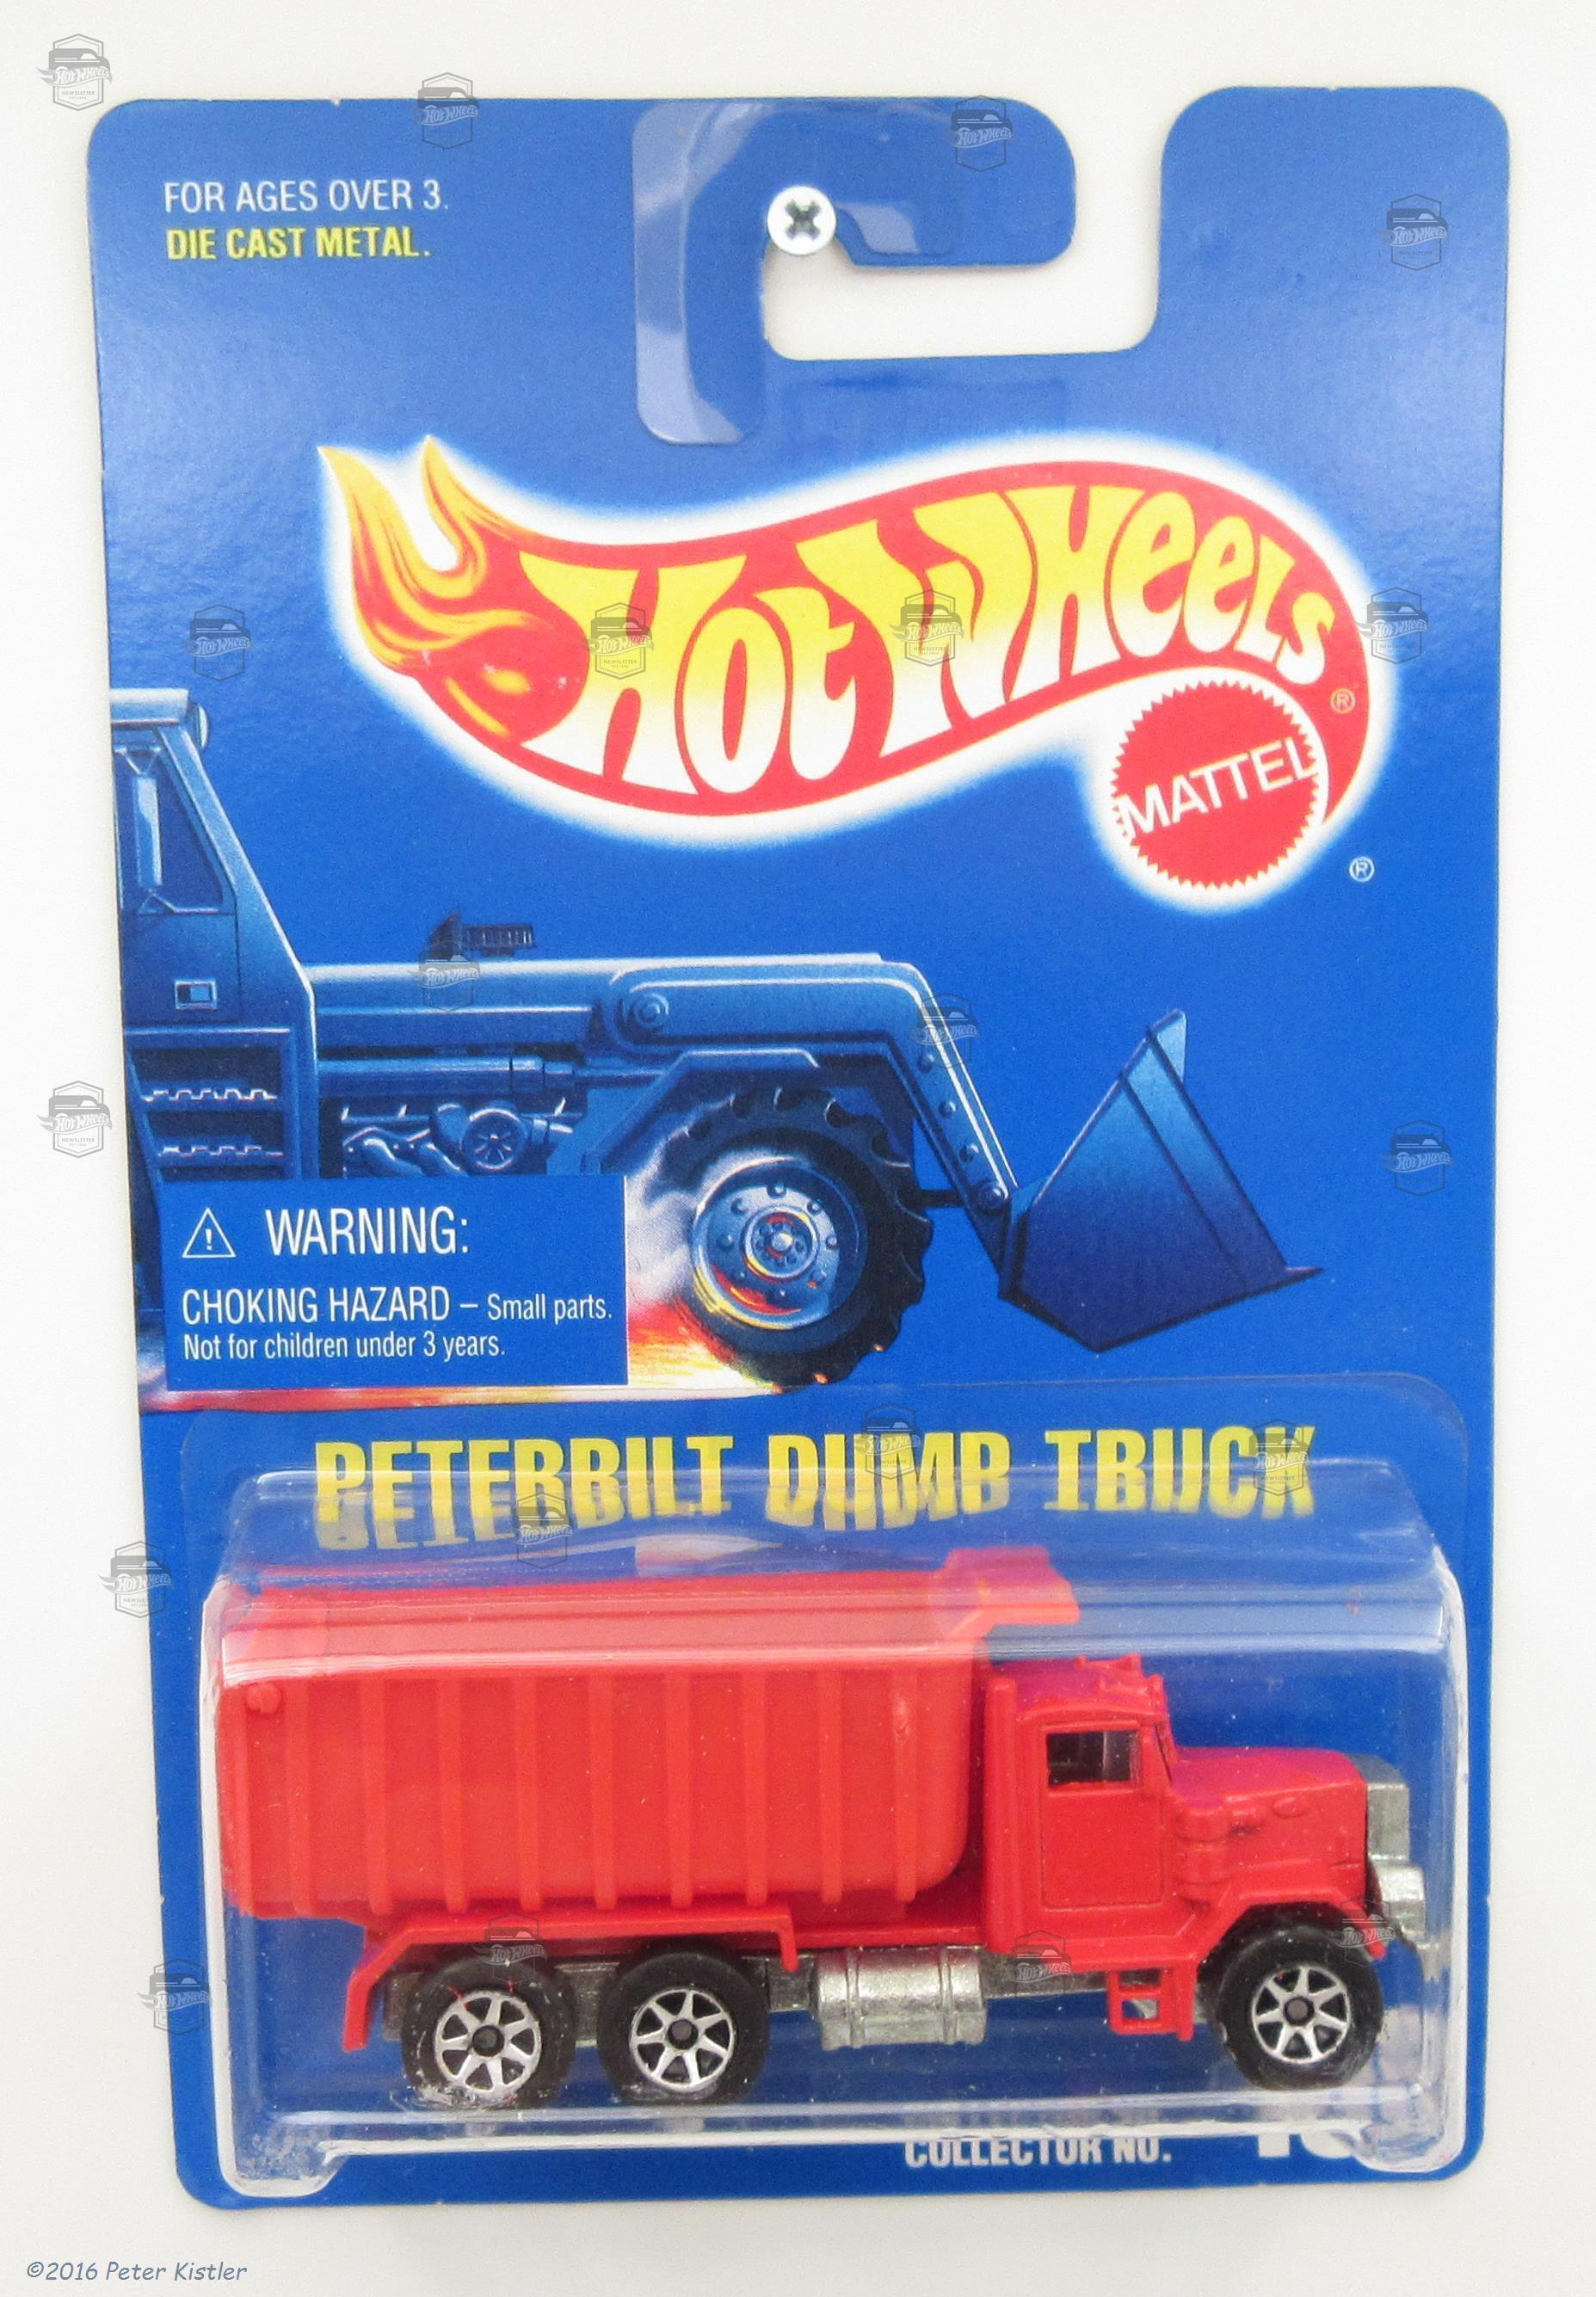 FOR AGES OVER 3.
DIE CAST METAL.
HOT WHEELS
®
MATTEL
®
WARNING:
CHOKING HAZARD – Small parts.
Not for children under 3 years.
PETERBILT DUMP TRUCK
COLLECTOR NO.
©2016 Peter Kistler